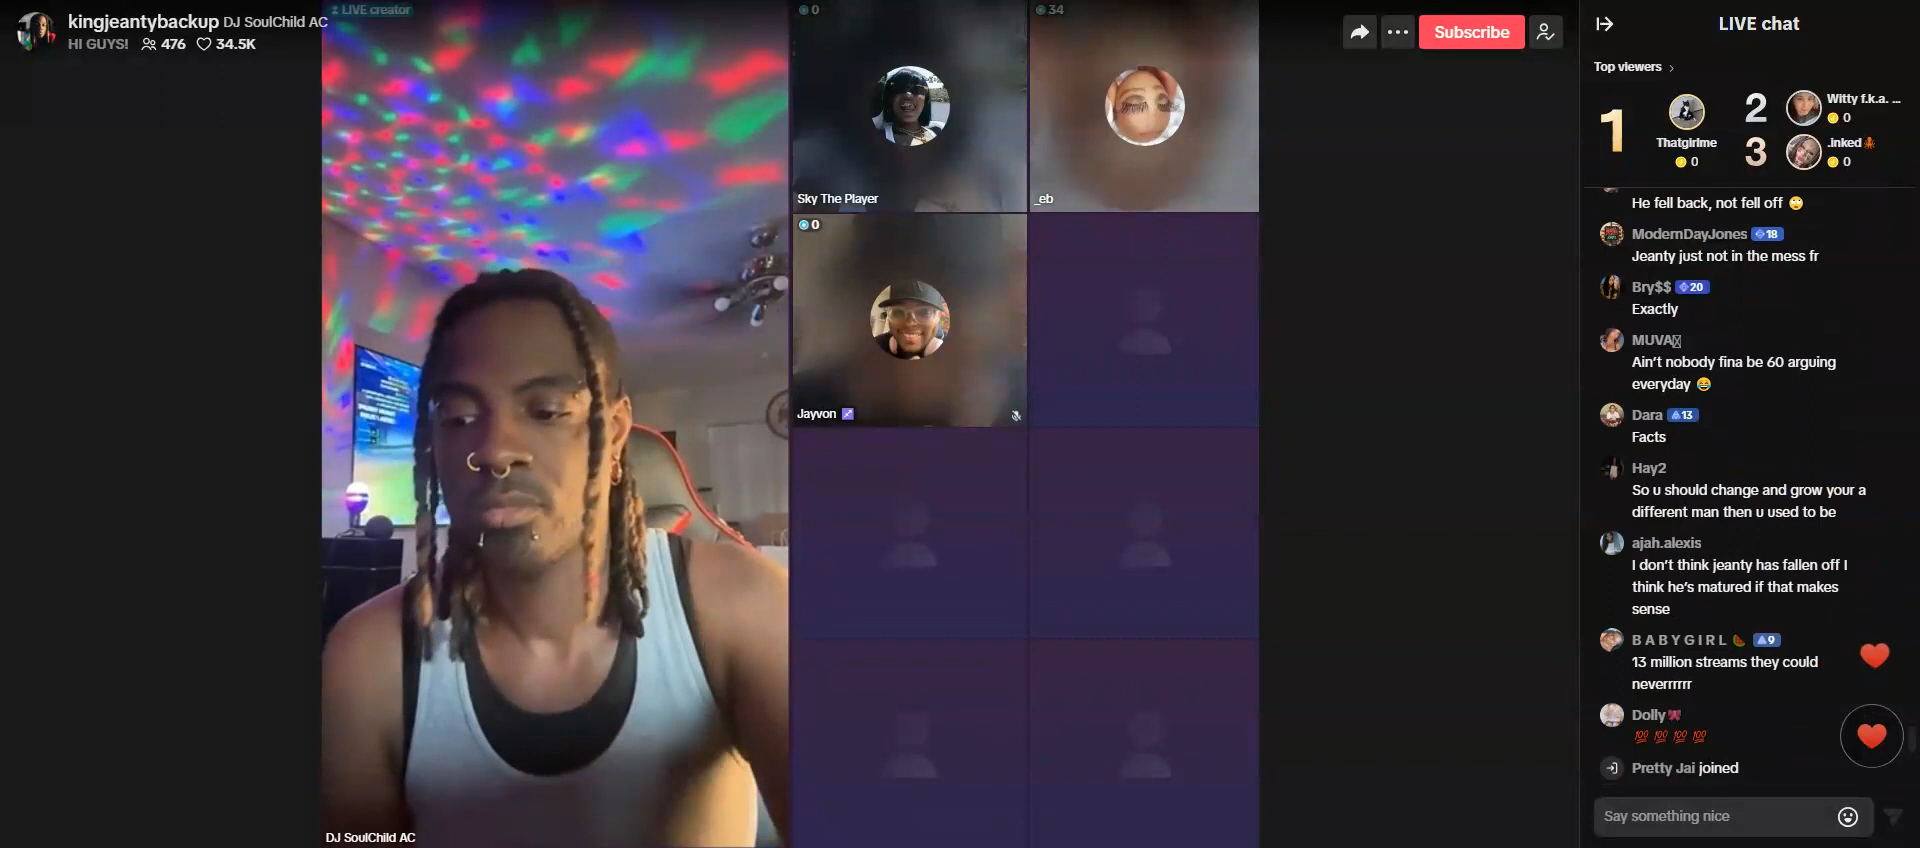 kingjeantybackup DJ SoulChild AC
HI GUYS! 476 34.5K
LIVE creator
0
34
Subscribe
Sky The Player
_eb
0
Jayvon
DJ SoulChild AC
LIVE chat
Top viewers
1
Thatgirlme
0
2
Witty f.k.a. ...
0
3
.inked
0
He fell back, not fell off 🙄
ModernDayJones 18
Jeanty just not in the mess fr
Bry$$ 20
Exactly
MUVA
Ain't nobody fina be 60 arguing
everyday 😂
Dara 13
Facts
Hay2
So u should change and grow your a
different man then u used to be
ajah.alexis
I don't think jeanty has fallen off I
think he's matured if that makes
sense
B A B Y G I R L 🍉 9
13 million streams they could
neverrrrrr
Dolly🎀
💯 💯 💯 💯
Pretty Jai joined
Say something nice